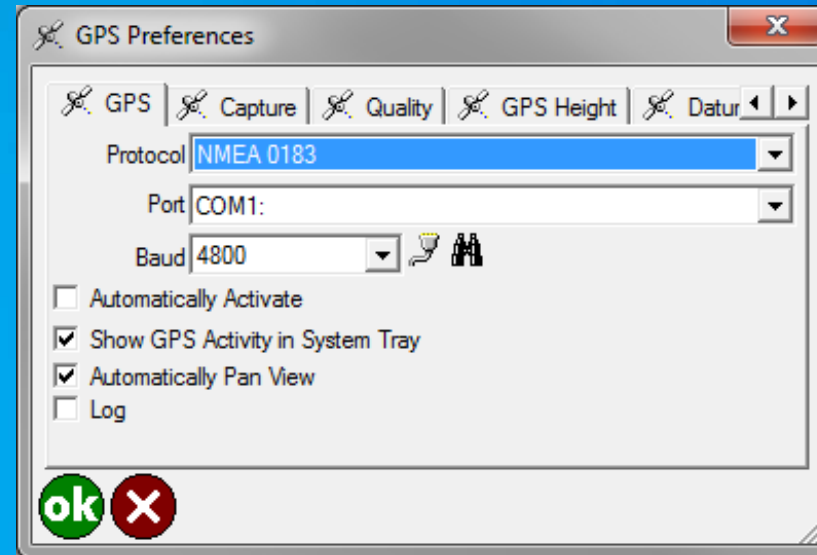 GPS Preferences
GPS Capture Quality GPS Height Datur
Protocol NMEA 0183
Port COM1:
Baud 4800
Automatically Activate
Show GPS Activity in System Tray
Automatically Pan View
Log
ok